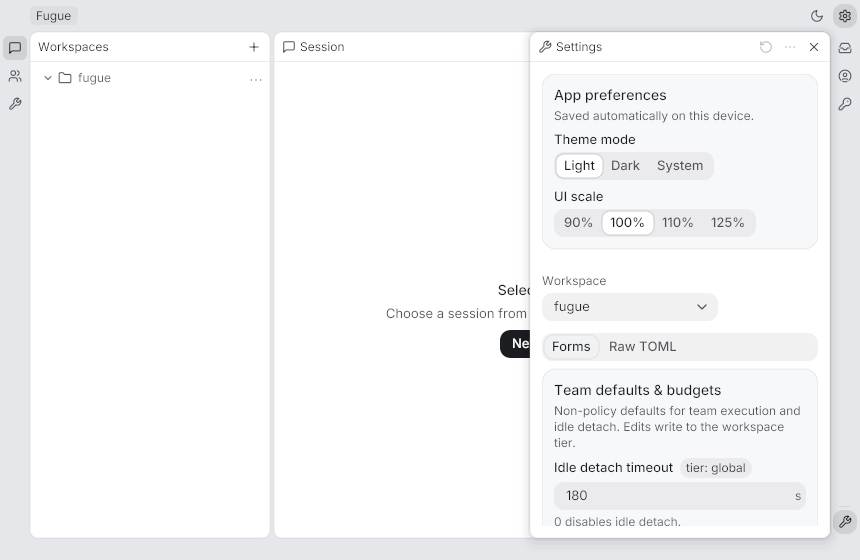 Fugue
Workspaces
fugue
Session
Choose a session from
Settings
App preferences
Saved automatically on this device.
Theme mode
Light Dark System
UI scale
90% 100% 110% 125%
Workspace
fugue
Forms Raw TOML
Team defaults & budgets
Non-policy defaults for team execution and
idle detach. Edits write to the workspace
tier.
Idle detach timeout tier: global
180 s
0 disables idle detach.